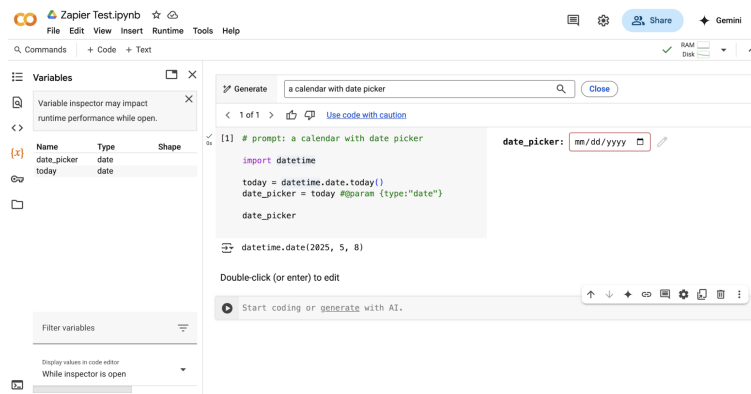 Zapier Test.ipynb
File Edit View Insert Runtime Tools Help
Share
Gemini
Commands + Code + Text
RAM
Disk
Variables
Variable inspector may impact
runtime performance while open.
Name Type Shape
date_picker date
today date
Filter variables
Display values in code editor
While inspector is open
Generate
a calendar with date picker
Close
1 of 1
Use code with caution
[1] # prompt: a calendar with date picker
0s
import datetime
today = datetime.date.today()
date_picker = today #@param {type:"date"}
date_picker
date_picker: mm/dd/yyyy
datetime.date(2025, 5, 8)
Double-click (or enter) to edit
Start coding or generate with AI.